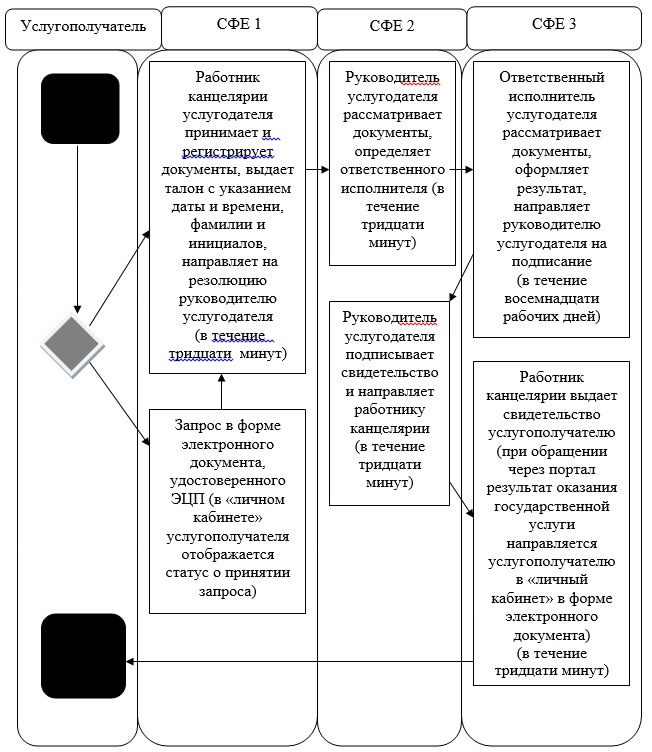 Услугополучатель
СФЕ 1
СФЕ 2
СФЕ 3
Работник
канцелярии
услугодателя
принимает и
регистрирует
документы, выдает
талон с указанием
даты и времени,
фамилии и
инициалов,
направляет на
резолюцию
руководителю
услугодателя
(в течение
тридцати минут)
Запрос в форме
электронного
документа,
удостоверенного
ЭЦП (в «личном
кабинете»
услугополучателя
отображается
статус о принятии
запроса)
Руководитель
услугодателя
рассматривает
документы,
определяет
ответственного
исполнителя (в
течение
тридцати
минут)
Ответственный
исполнитель
услугодателя
рассматривает
документы,
оформляет
результат,
направляет
руководителю
услугодателя на
подписание
(в течение
восемнадцати
рабочих дней)
Руководитель
услугодателя
подписывает
свидетельство
и направляет
работнику
канцелярии
(в течение
тридцати
минут)
Работник
канцелярии выдает
свидетельство
услугополучателю
(при обращении
через портал
результат оказания
государственной
услуги
направляется
услугополучателю
в «личный
кабинет» в форме
электронного
документа)
(в течение
тридцати минут)